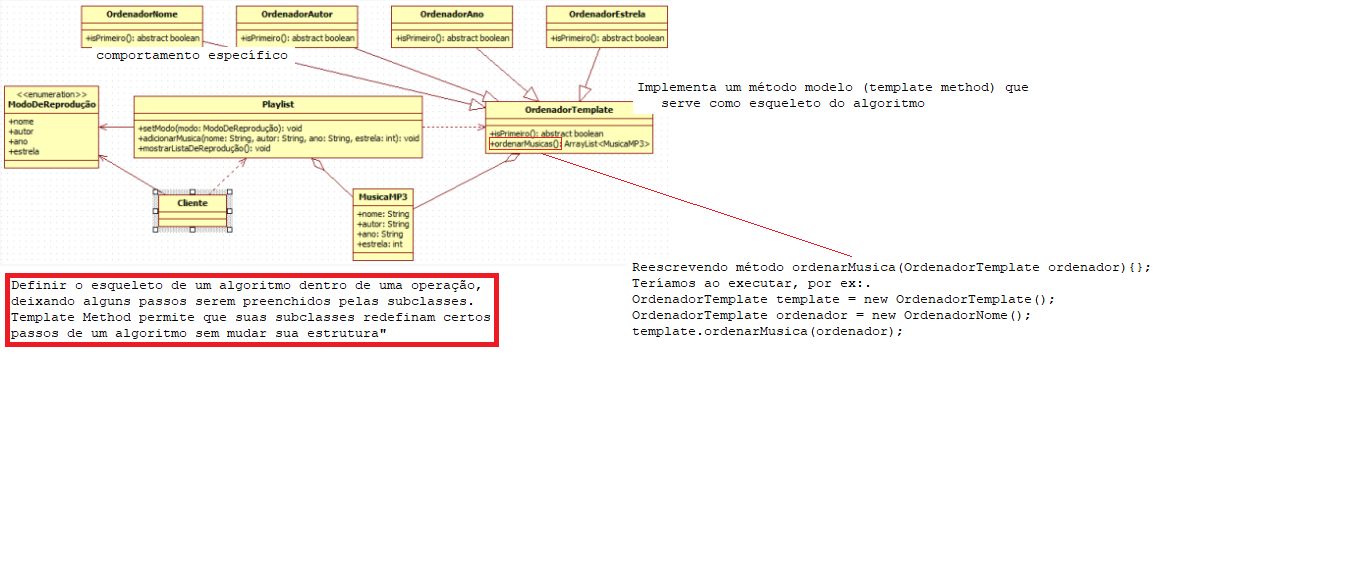 OrdenadorNome
+isPrimeiro(): abstract boolean
OrdenadorAutor
+isPrimeiro(): abstract boolean
OrdenadorAno
+isPrimeiro(): abstract boolean
OrdenadorEstrela
+isPrimeiro(): abstract boolean
comportamento específico
<<enumeration>>
ModoDeReprodução
+nome
+autor
+ano
+estrela
Playlist
+setModo(modo: ModoDeReprodução): void
+adicionarMusica(nome: String, autor: String, ano: String, estrela: int): void
+mostrarListaDeReprodução(): void
OrdenadorTemplate
+isPrimeiro(): abstract boolean
+ordenarMusicas(): ArrayList<MusicaMP3>
Implementa um método modelo (template method) que
serve como esqueleto do algoritmo
Cliente
MusicaMP3
+nome: String
+autor: String
+ano: String
+estrela: int
Definir o esqueleto de um algoritmo dentro de uma operação,
deixando alguns passos serem preenchidos pelas subclasses.
Template Method permite que suas subclasses redefinam certos
passos de um algoritmo sem mudar sua estrutura"
Reescrevendo método ordenarMusica(OrdenadorTemplate ordenador){};
Teríamos ao executar, por ex:.
OrdenadorTemplate template = new OrdenadorTemplate();
OrdenadorTemplate ordenador = new OrdenadorNome();
template.ordenarMusica(ordenador);